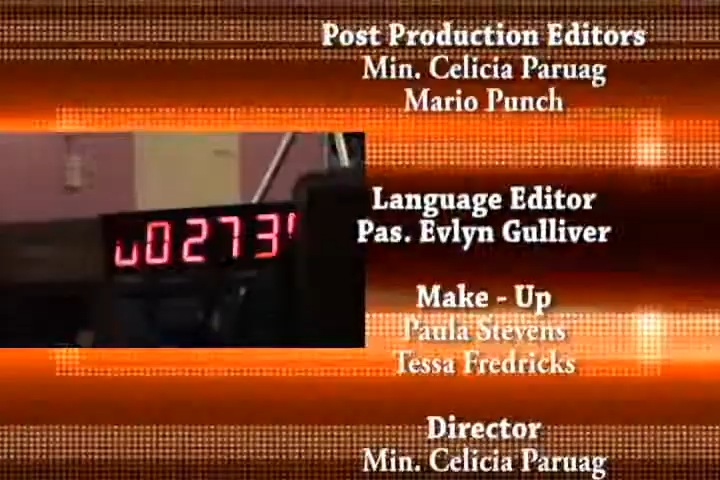 Post Production Editors
Min. Celicia Paruag
Mario Punch
Language Editor
Pas. Evlyn Gulliver
Make - Up
Paula Stevens
Tessa Fredricks
Director
Min. Celicia Paruag
0273